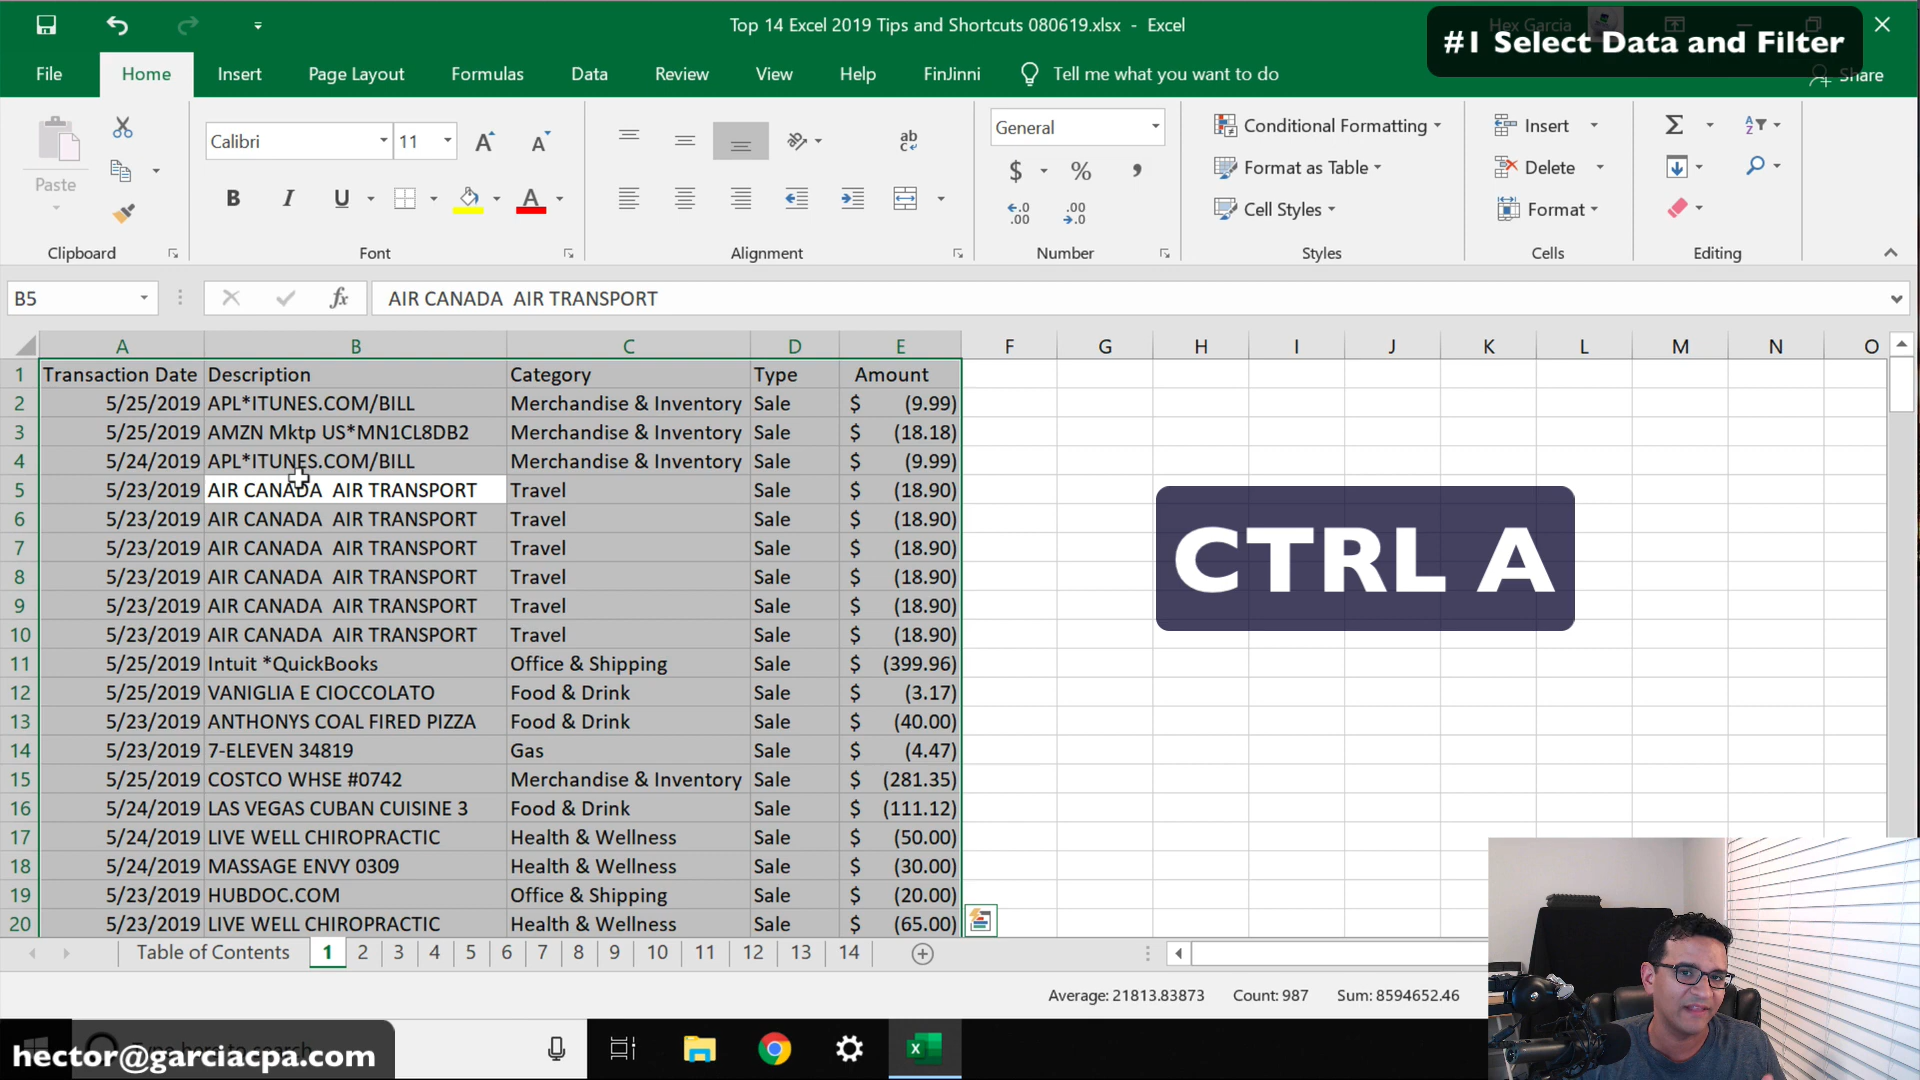 Top 14 Excel 2019 Tips and Shortcuts 080619.xlsx - Excel
Hex Garcia
#1 Select Data and Filter
File Home Insert Page Layout Formulas Data Review View Help FinJinni Tell me what you want to do Share
Paste
Calibri 11
General
Conditional Formatting
Format as Table
Cell Styles
Insert
Delete
Format
Clipboard Font Alignment Number Styles Cells Editing
B5 fx AIR CANADA  AIR TRANSPORT
A B C D E F G H I J K L M N O
1 Transaction Date Description Category Type Amount
2 5/25/2019 APL*ITUNES.COM/BILL Merchandise & Inventory Sale $ (9.99)
3 5/25/2019 AMZN Mktp US*MN1CL8DB2 Merchandise & Inventory Sale $ (18.18)
4 5/24/2019 APL*ITUNES.COM/BILL Merchandise & Inventory Sale $ (9.99)
5 5/23/2019 AIR CANADA  AIR TRANSPORT Travel Sale $ (18.90)
6 5/23/2019 AIR CANADA  AIR TRANSPORT Travel Sale $ (18.90)
7 5/23/2019 AIR CANADA  AIR TRANSPORT Travel Sale $ (18.90)
8 5/23/2019 AIR CANADA  AIR TRANSPORT Travel Sale $ (18.90)
9 5/23/2019 AIR CANADA  AIR TRANSPORT Travel Sale $ (18.90)
10 5/23/2019 AIR CANADA  AIR TRANSPORT Travel Sale $ (18.90)
11 5/25/2019 Intuit *QuickBooks Office & Shipping Sale $ (399.96)
12 5/25/2019 VANIGLIA E CIOCCOLATO Food & Drink Sale $ (3.17)
13 5/23/2019 ANTHONYS COAL FIRED PIZZA Food & Drink Sale $ (40.00)
14 5/23/2019 7-ELEVEN 34819 Gas Sale $ (4.47)
15 5/25/2019 COSTCO WHSE #0742 Merchandise & Inventory Sale $ (281.35)
16 5/24/2019 LAS VEGAS CUBAN CUISINE 3 Food & Drink Sale $ (111.12)
17 5/24/2019 LIVE WELL CHIROPRACTIC Health & Wellness Sale $ (50.00)
18 5/24/2019 MASSAGE ENVY 0309 Health & Wellness Sale $ (30.00)
19 5/23/2019 HUBDOC.COM Office & Shipping Sale $ (20.00)
20 5/23/2019 LIVE WELL CHIROPRACTIC Health & Wellness Sale $ (65.00)
CTRL A
Table of Contents 1 2 3 4 5 6 7 8 9 10 11 12 13 14
Average: 21813.83873 Count: 987 Sum: 8594652.46
hector@garciacpa.com